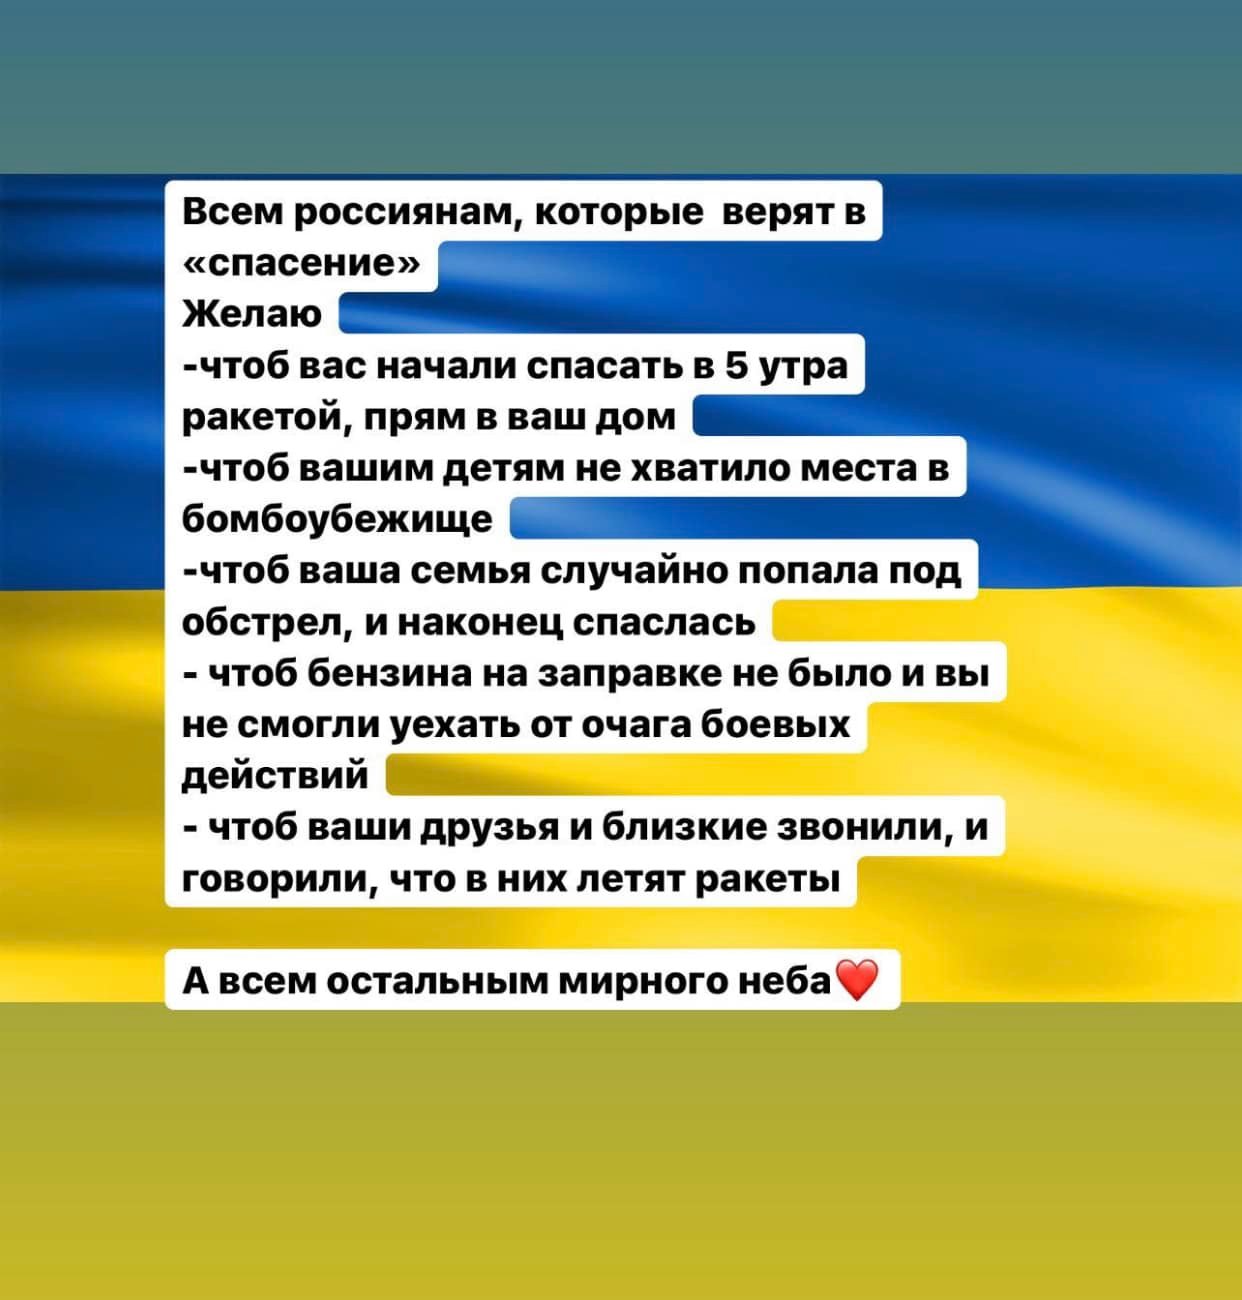 Всем россиянам, которые верят в
«спасение»
Желаю
-чтоб вас начали спасать в 5 утра
ракетой, прям в ваш дом
-чтоб вашим детям не хватило места в
бомбоубежище
-чтоб ваша семья случайно попала под
обстрел, и наконец спаслась
- чтоб бензина на заправке не было и вы
не смогли уехать от очага боевых
действий
- чтоб ваши друзья и близкие звонили, и
говорили, что в них летят ракеты
А всем остальным мирного неба❤️